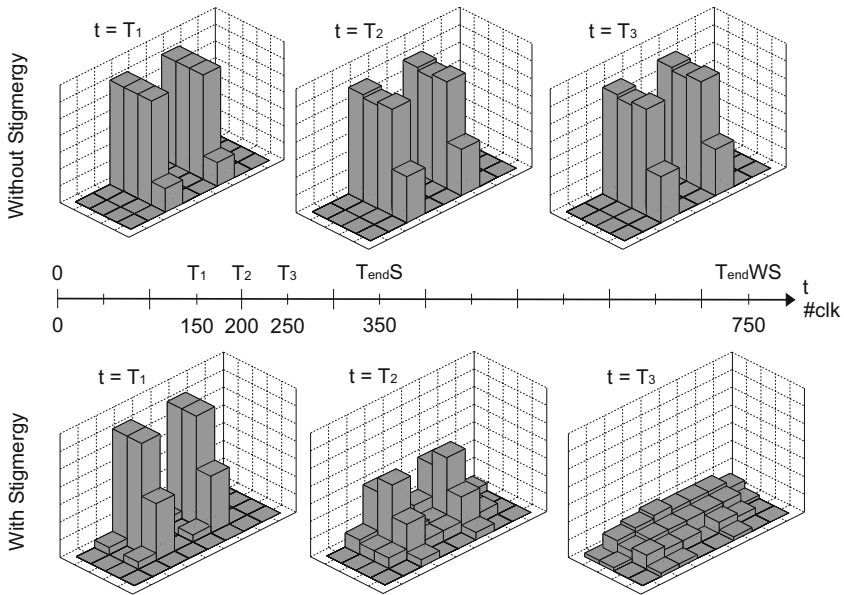 Without Stigmergy
t = T1
t = T2
t = T3
0 T1 T2 T3 TendS TendWS t
#clk
0 150 200 250 350 750
With Stigmergy
t = T1
t = T2
t = T3